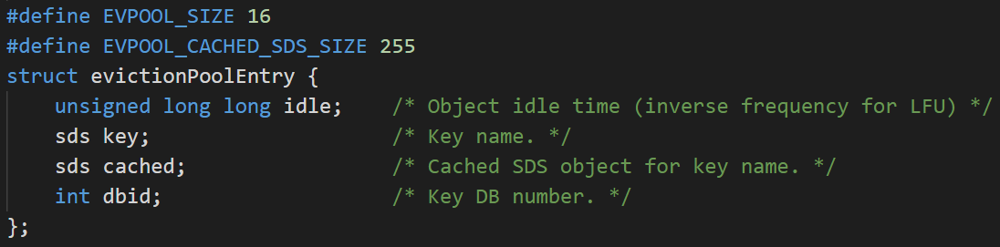 #define EVPOOL_SIZE 16
#define EVPOOL_CACHED_SDS_SIZE 255
struct evictionPoolEntry {
    unsigned long long idle;    /* Object idle time (inverse frequency for LFU) */
    sds key;                    /* Key name. */
    sds cached;                 /* Cached SDS object for key name. */
    int dbid;                   /* Key DB number. */
};